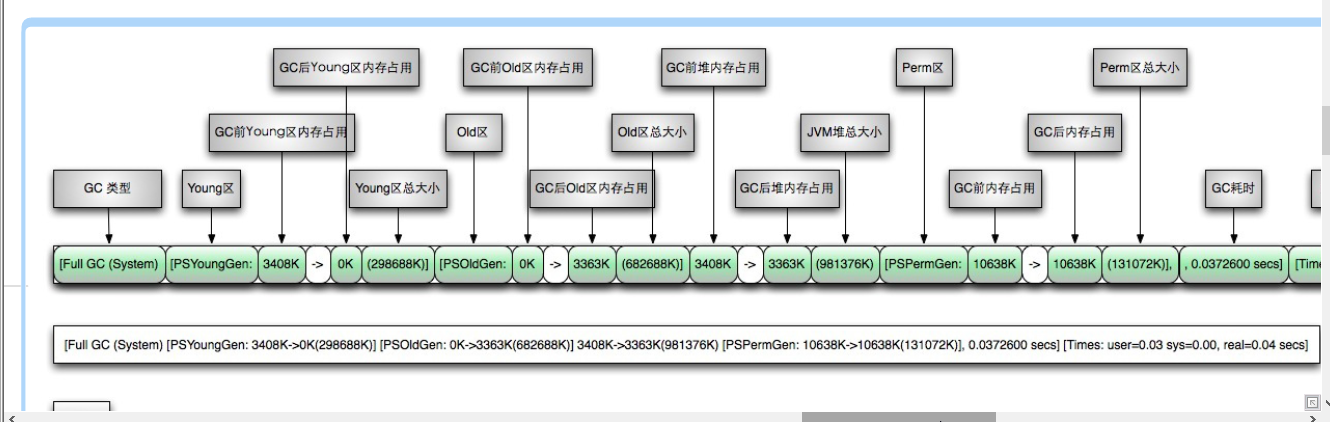 GC后Young区内存占用 GC前Old区内存占用 GC前堆内存占用 Perm区 Perm区总大小
GC前Young区内存占用 Old区 Old区总大小 JVM堆总大小 GC后内存占用
GC 类型 Young区 Young区总大小 GC后Old区内存占用 GC后堆内存占用 GC前内存占用 GC耗时
[Full GC (System) [PSYoungGen: 3408K -> 0K (298688K)] [PSOldGen: 0K -> 3363K (682688K)] 3408K -> 3363K (981376K) [PSPermGen: 10638K -> 10638K (131072K)], , 0.0372600 secs] [Time
[Full GC (System) [PSYoungGen: 3408K->0K(298688K)] [PSOldGen: 0K->3363K(682688K)] 3408K->3363K(981376K) [PSPermGen: 10638K->10638K(131072K)], 0.0372600 secs] [Times: user=0.03 sys=0.00, real=0.04 secs]